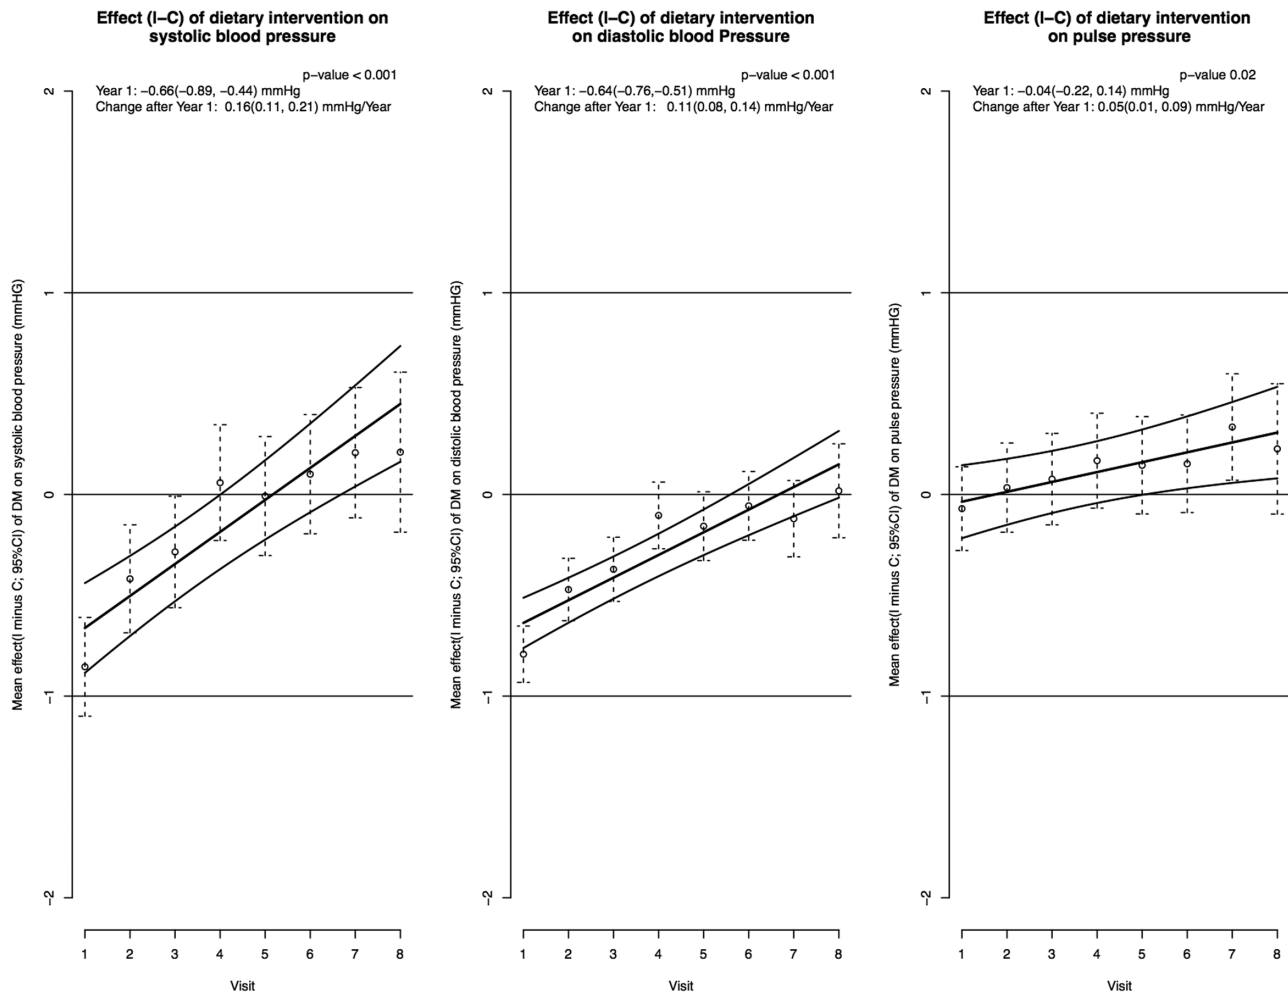 Effect (I−C) of dietary intervention on
systolic blood pressure
p−value < 0.001
Year 1: −0.66(−0.89, −0.44) mmHg
Change after Year 1:  0.16(0.11, 0.21) mmHg/Year
Mean effect(I minus C; 95%CI) of DM on systolic blood pressure (mmHG)
2
1
0
−1
−2
1 2 3 4 5 6 7 8
Visit
Effect (I−C) of dietary intervention
on diastolic blood Pressure
p−value < 0.001
Year 1: −0.64(−0.76,−0.51) mmHg
Change after Year 1:   0.11(0.08, 0.14) mmHg/Year
Mean effect(I minus C; 95%CI) of DM on distolic blood pressure (mmHG)
2
1
0
−1
−2
1 2 3 4 5 6 7 8
Visit
Effect (I−C) of dietary intervention
on pulse pressure
p−value 0.02
Year 1: −0.04(−0.22, 0.14) mmHg
Change after Year 1: 0.05(0.01, 0.09) mmHg/Year
Mean effect(I minus C; 95%CI) of DM on pulse pressure (mmHG)
2
1
0
−1
−2
1 2 3 4 5 6 7 8
Visit